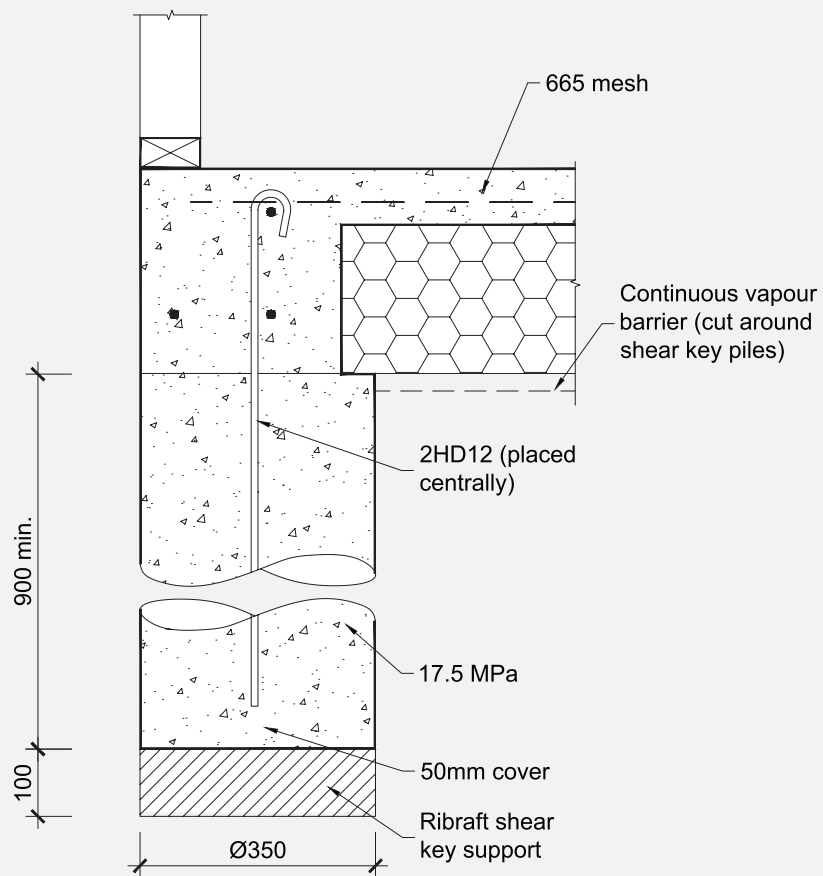 665 mesh
Continuous vapour
barrier (cut around
shear key piles)
2HD12 (placed
centrally)
900 min.
17.5 MPa
50mm cover
100
Ribraft shear
key support
Ø350